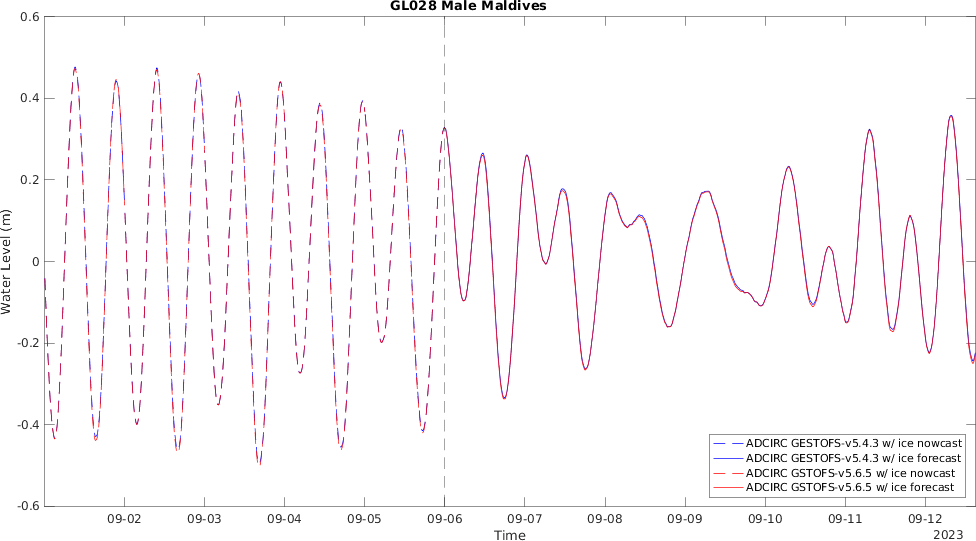 GL028 Male Maldives
0.6
0.4
0.2
0
-0.2
-0.4
-0.6
Water Level (m)
09-02 09-03 09-04 09-05 09-06 09-07 09-08 09-09 09-10 09-11 09-12
2023
Time
ADCIRC GESTOFS-v5.4.3 w/ ice nowcast
ADCIRC GESTOFS-v5.4.3 w/ ice forecast
ADCIRC GSTOFS-v5.6.5 w/ ice nowcast
ADCIRC GSTOFS-v5.6.5 w/ ice forecast